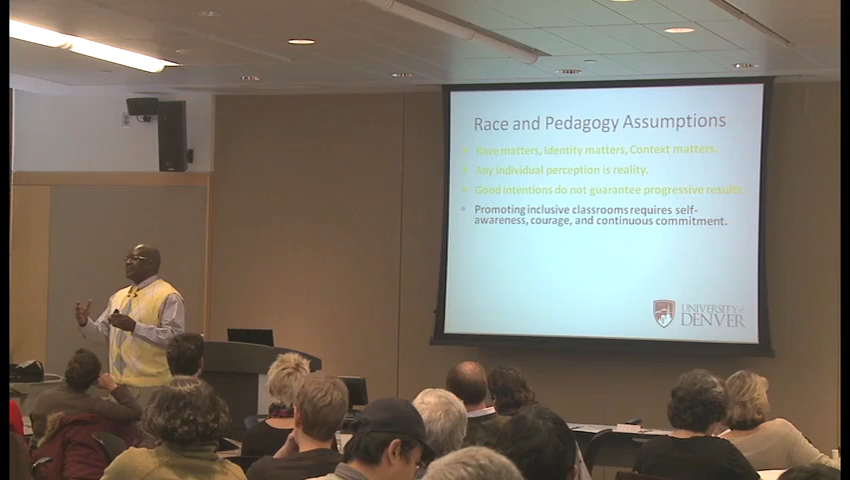 Race and Pedagogy Assumptions
Race matters, Identity matters, Context matters.
Any individual perception is reality.
Good intentions do not guarantee progressive results.
Promoting inclusive classrooms requires self-
awareness, courage, and continuous commitment.
UNIVERSITY of
DENVER